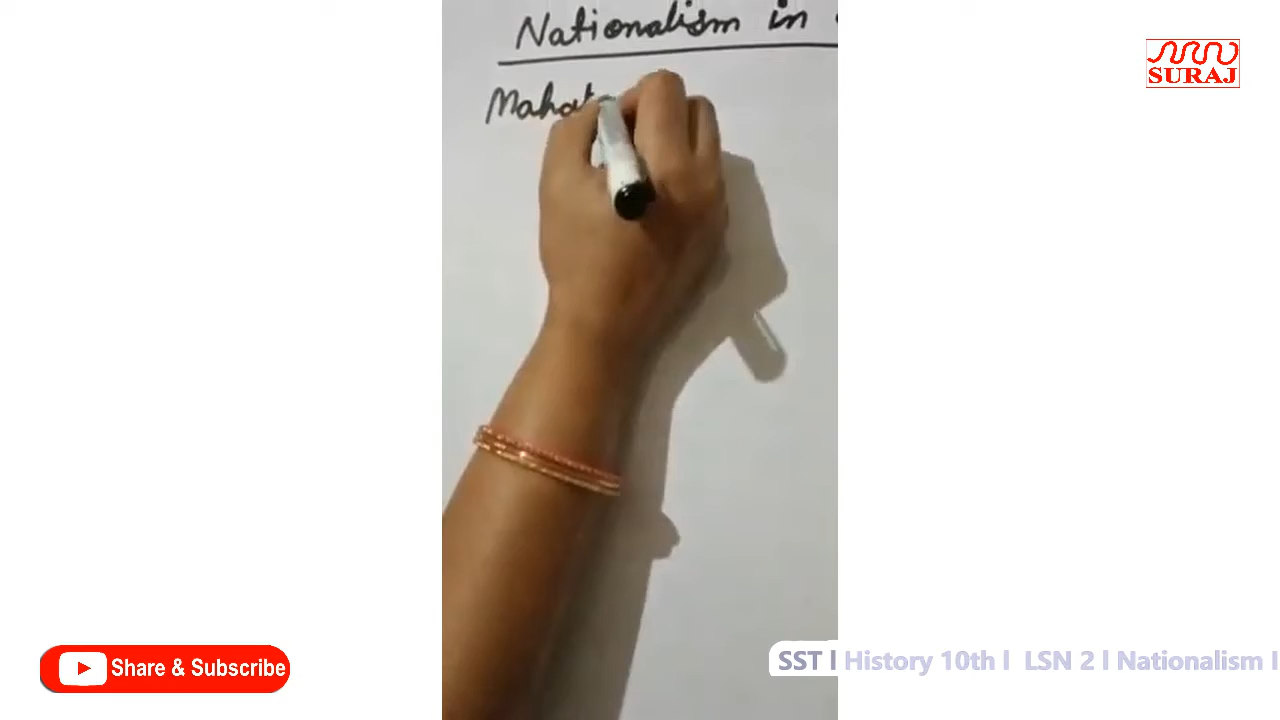 Nationalism in
SURAJ
Mahat
Share & Subscribe
SST l History 10th l LSN 2 l Nationalism I